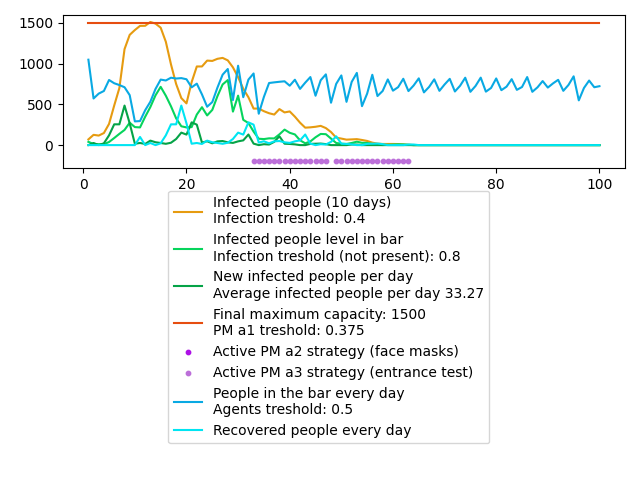 1500
1000
500
0
0
20
40
60
80
100
Infected people (10 days)
Infection treshold: 0.4
Infected people level in bar
Infection treshold (not present): 0.8
New infected people per day
Average infected people per day 33.27
Final maximum capacity: 1500
PM a1 treshold: 0.375
Active PM a2 strategy (face masks)
Active PM a3 strategy (entrance test)
People in the bar every day
Agents treshold: 0.5
Recovered people every day